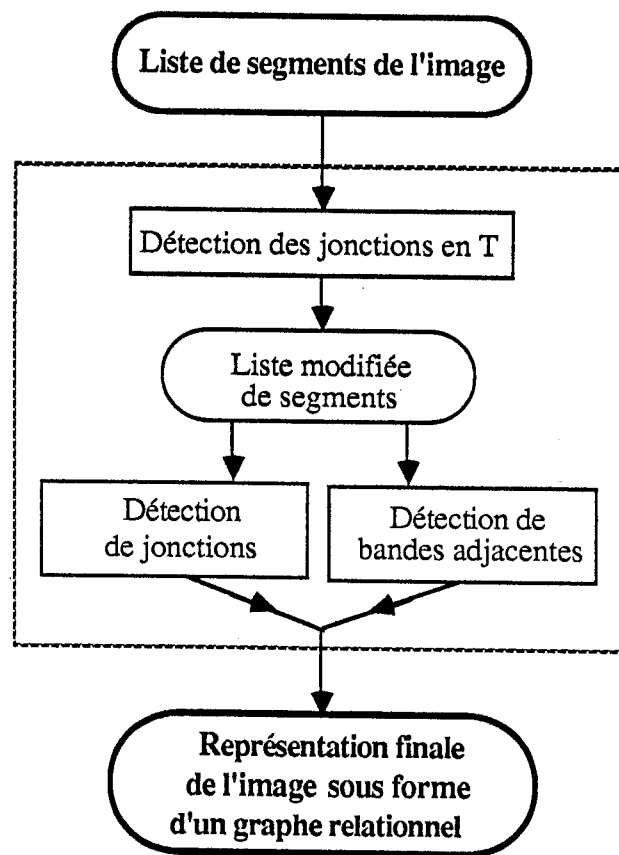 Liste de segments de l'image
Détection des jonctions en T
Liste modifiée
de segments
Détection
de jonctions
Détection de
bandes adjacentes
Représentation finale
de l'image sous forme
d'un graphe relationnel